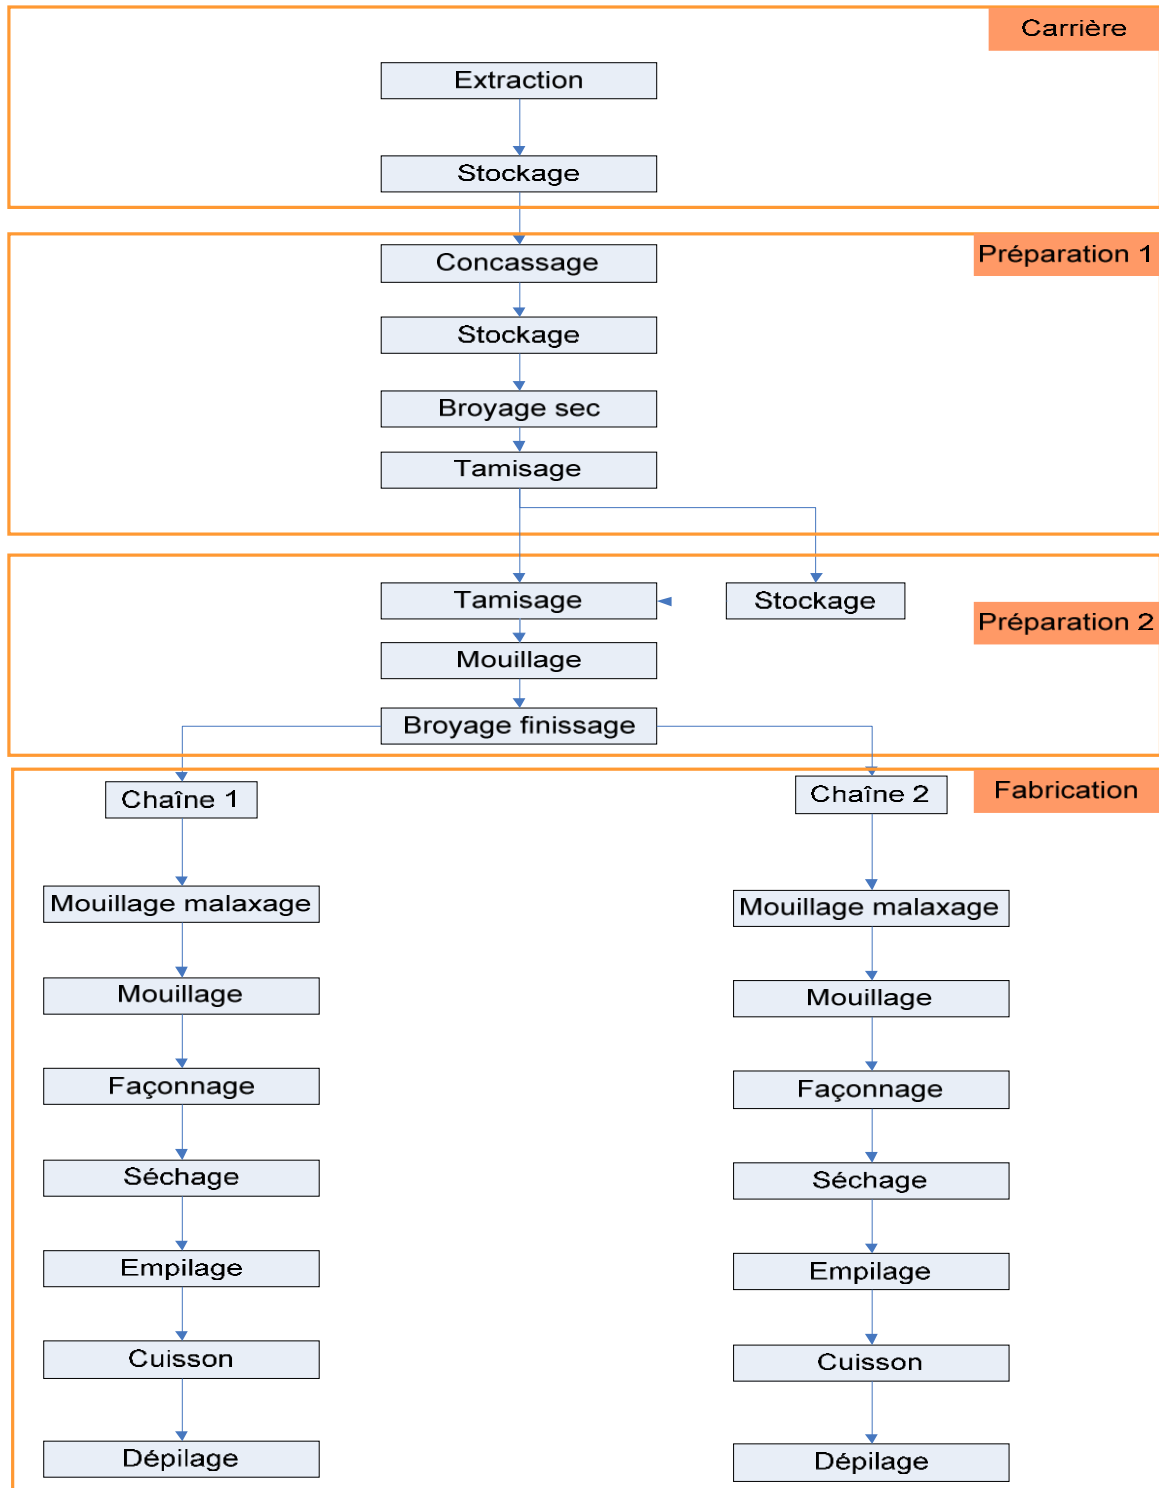 Carrière
Extraction
Stockage
Préparation 1
Concassage
Stockage
Broyage sec
Tamisage
Tamisage
Stockage
Préparation 2
Mouillage
Broyage finissage
Fabrication
Chaîne 1
Chaîne 2
Mouillage malaxage
Mouillage malaxage
Mouillage
Mouillage
Façonnage
Façonnage
Séchage
Séchage
Empilage
Empilage
Cuisson
Cuisson
Dépilage
Dépilage